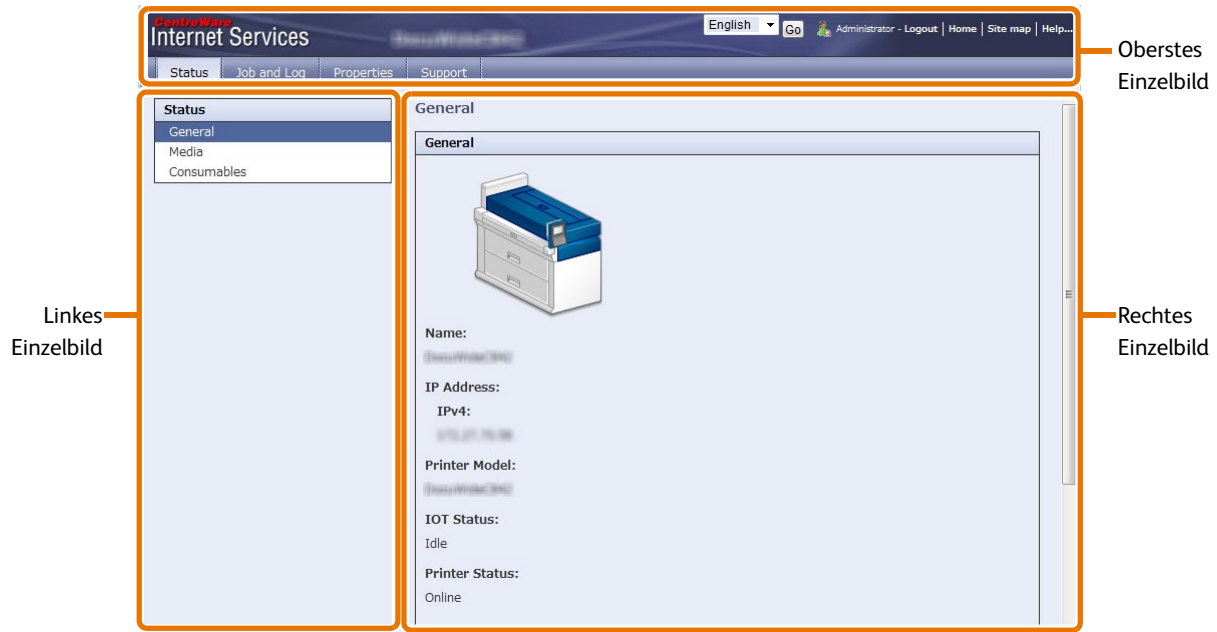 CentreWare
Internet Services
English Go Administrator - Logout | Home | Site map | Help...
Status Job and Log Properties Support
Oberstes
Einzelbild
Status
General
Media
Consumables
General
General
Linkes
Einzelbild
Rechtes
Einzelbild
Name:
IP Address:
IPv4:
Printer Model:
IOT Status:
Idle
Printer Status:
Online